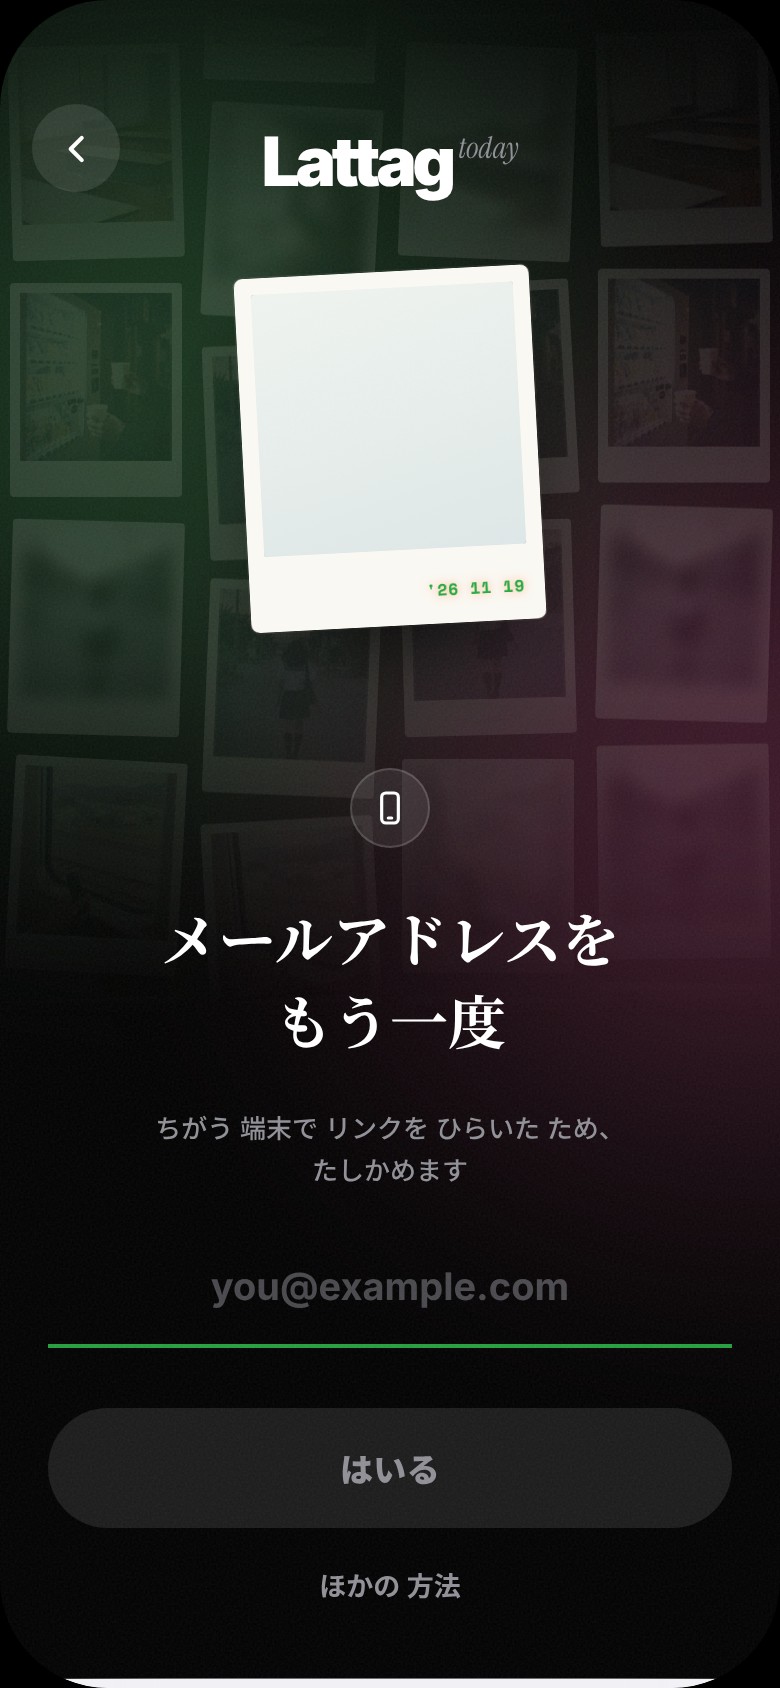 Lattag today
'26 11 19
メールアドレスを
もう一度
ちがう 端末で リンクを ひらいた ため、
たしかめます
you@example.com
はいる
ほかの 方法